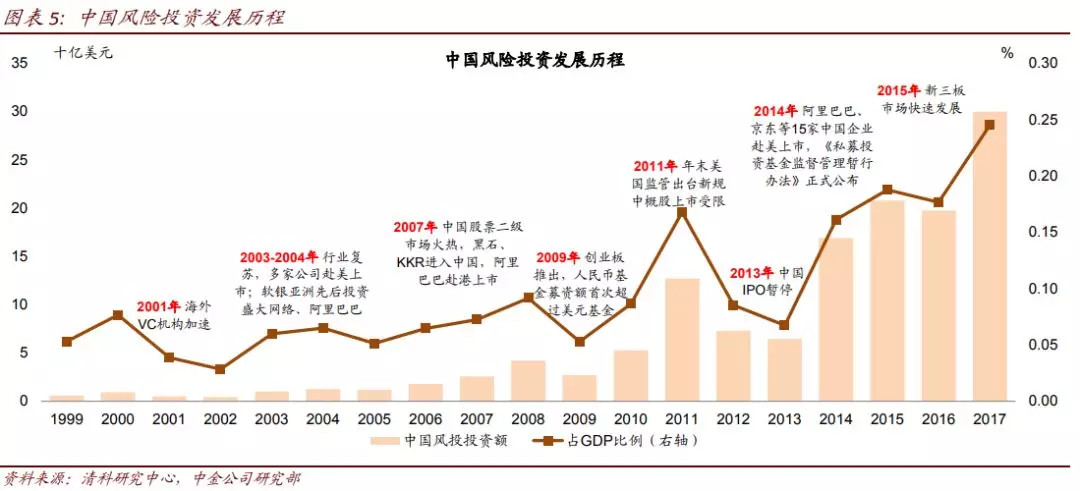 图表 5：中国风险投资发展历程
十亿美元
中国风险投资发展历程
%
35
30
25
20
15
10
5
0
0.30
0.25
0.20
0.15
0.10
0.05
0.00
2001年 海外
VC机构加速
2003-2004年 行业复
苏，多家公司赴美上
市；软银亚洲先后投资
盛大网络、阿里巴巴
2007年 中国股票二级
市场火热，黑石、
KKR进入中国，阿里
巴巴赴港上市
2009年 创业板
推出，人民币基
金募资额首次超
过美元基金
2011年 年末美
国监管出台新规
中概股上市受限
2013年 中国
IPO暂停
2014年 阿里巴巴、
京东等15家中国企业
赴美上市，《私募投
资基金监督管理暂行
办法》正式公布
2015年 新三板
市场快速发展
1999 2000 2001 2002 2003 2004 2005 2006 2007 2008 2009 2010 2011 2012 2013 2014 2015 2016 2017
中国风投投资额 占GDP比例（右轴）
资料来源：清科研究中心，中金公司研究部